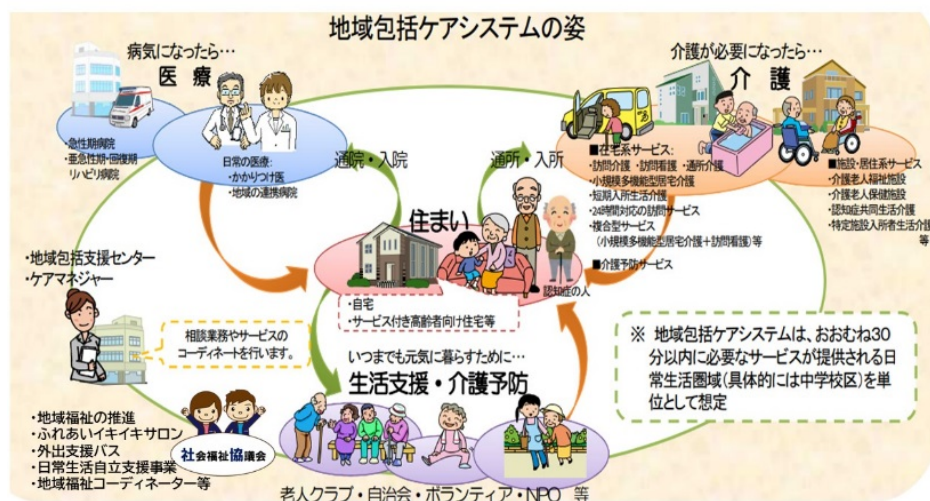 地域包括ケアシステムの姿
病気になったら…
医 療
・急性期病院
・亜急性期・回復期
リハビリ病院
日常の医療:
・かかりつけ医
・地域の連携病院
通院・入院
通所・入所
介護が必要になったら…
介 護
■在宅系サービス:
・訪問介護 ・訪問看護 ・通所介護
・小規模多機能型居宅介護
・短期入所生活介護
・24時間対応の訪問サービス
・複合型サービス
(小規模多機能型居宅介護+訪問看護)等
■介護予防サービス
■施設・居住系サービス
・介護老人福祉施設
・介護老人保健施設
・認知症共同生活介護
・特定施設入所者生活介護
等
住まい
認知症の人
・自宅
・サービス付き高齢者向け住宅等
・地域包括支援センター
・ケアマネジャー
相談業務やサービスの
コーディネートを行います。
いつまでも元気に暮らすために…
生活支援・介護予防
※ 地域包括ケアシステムは、おおむね30
分以内に必要なサービスが提供される日
常生活圏域(具体的には中学校区)を単
位として想定
・地域福祉の推進
・ふれあいイキイキサロン
・外出支援バス
・日常生活自立支援事業
・地域福祉コーディネーター等
社会福祉協議会
老人クラブ・自治会・ボランティア・NPO 等